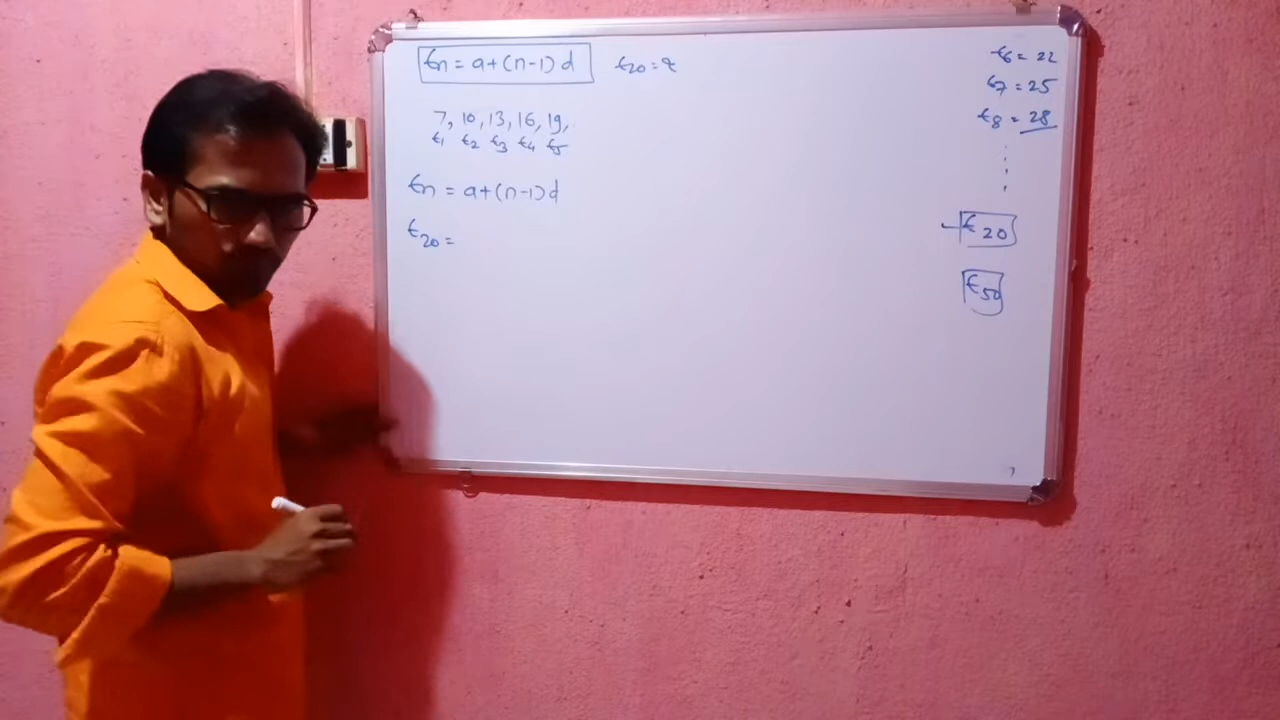 tn = a+(n-1) d t20 = ?
7, 10, 13, 16, 19,
t1 t2 t3 t4 t5
tn = a+(n-1)d
t20 =
t6 = 22
t7 = 25
t8 = 28
t20
t50